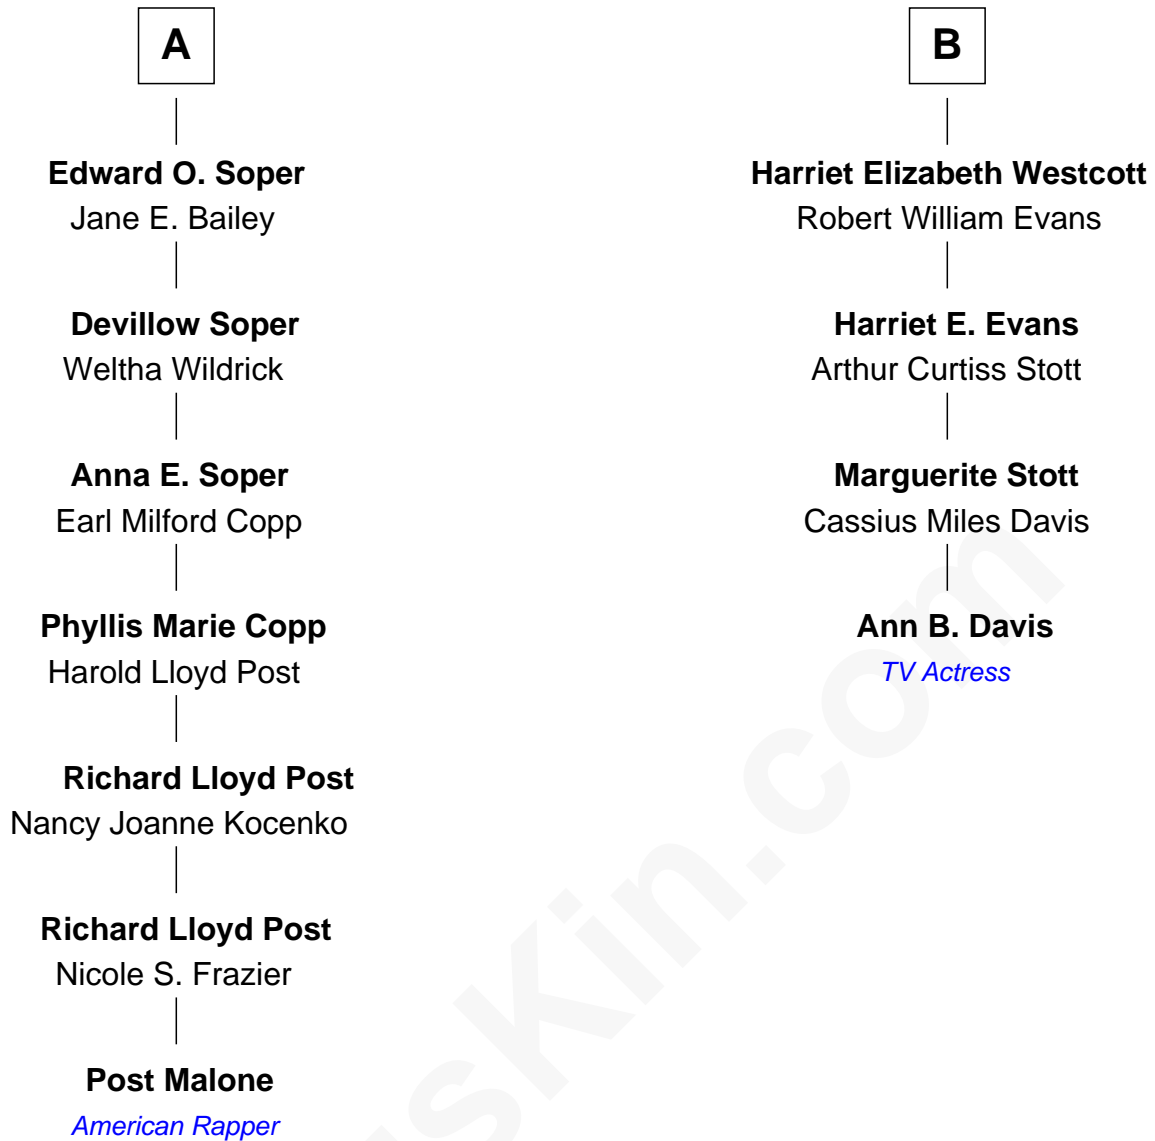 A
Edward O. Soper
Jane E. Bailey
Devillow Soper
Weltha Wildrick
Anna E. Soper
Earl Milford Copp
Phyllis Marie Copp
Harold Lloyd Post
Richard Lloyd Post
Nancy Joanne Kocenko
Richard Lloyd Post
Nicole S. Frazier
Post Malone
American Rapper
B
Harriet Elizabeth Westcott
Robert William Evans
Harriet E. Evans
Arthur Curtiss Stott
Marguerite Stott
Cassius Miles Davis
Ann B. Davis
TV Actress